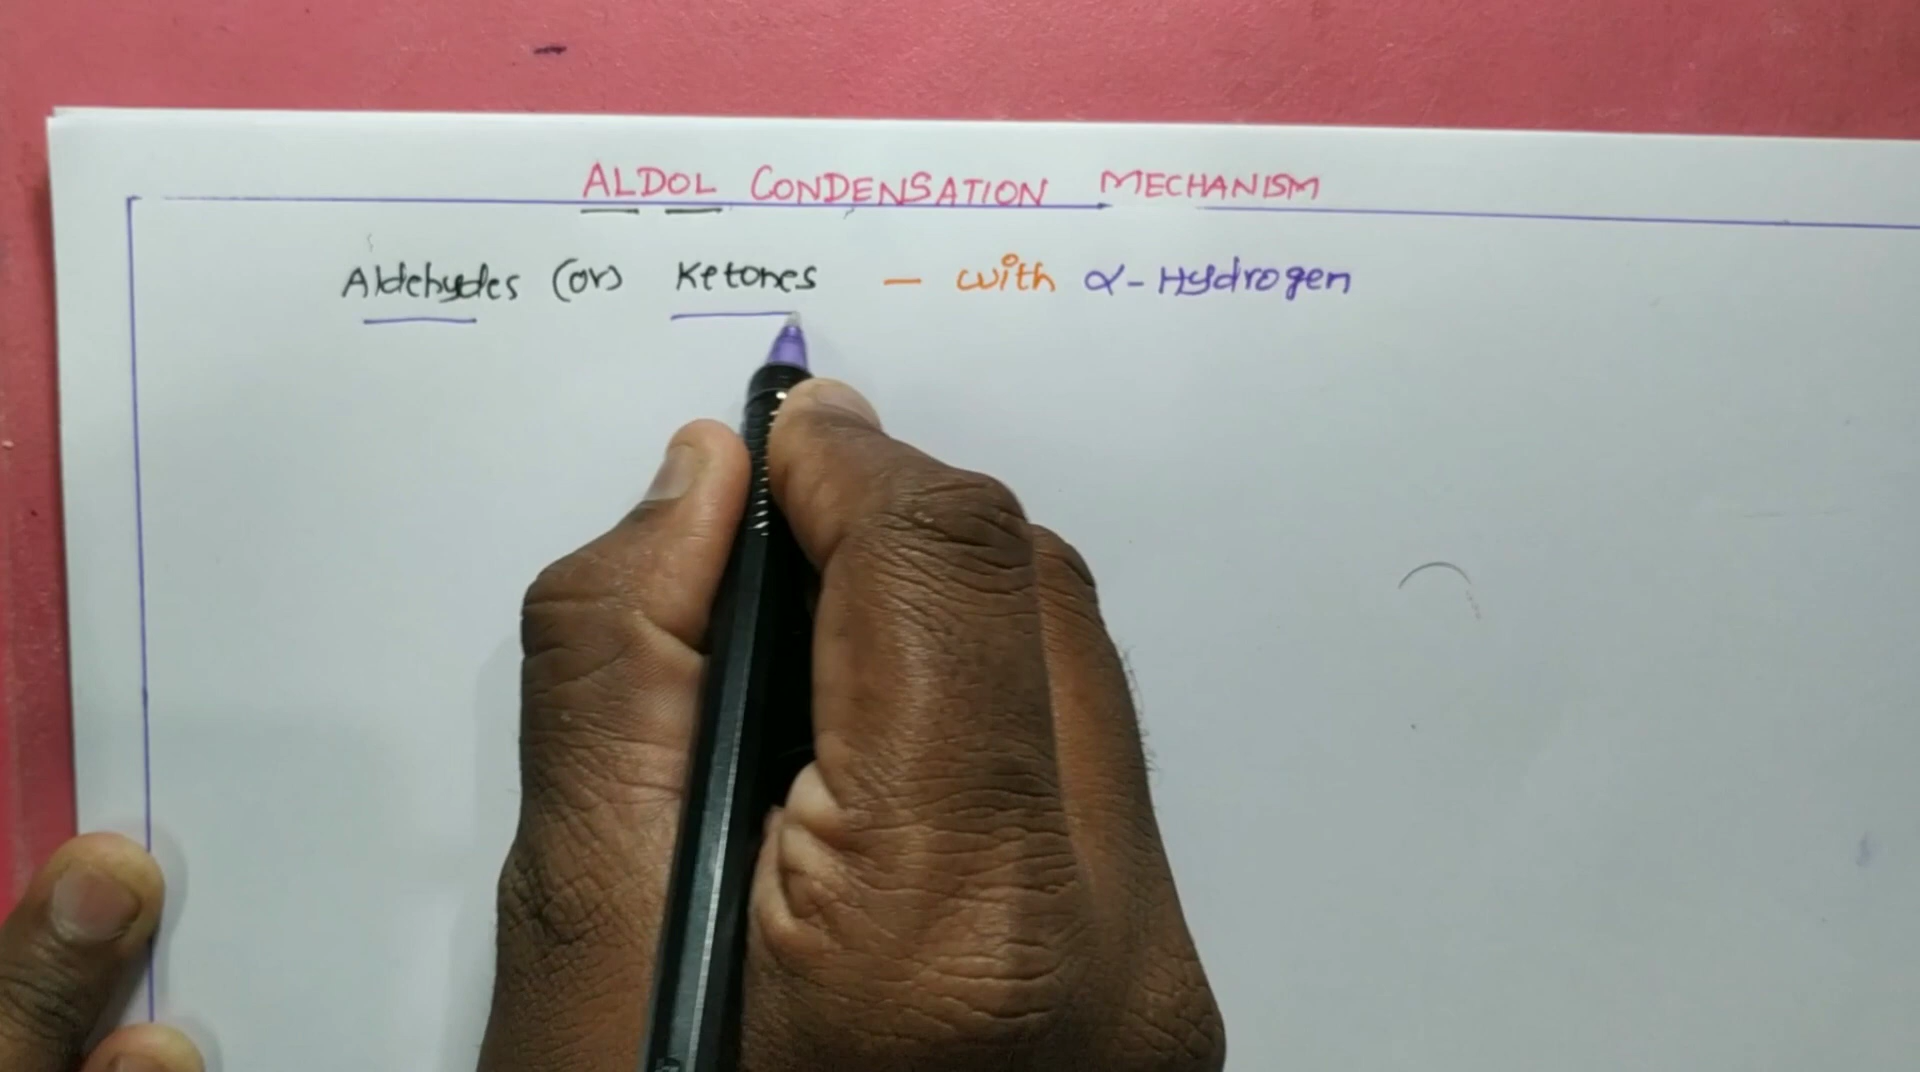 ALDOL CONDENSATION MECHANISM
Aldehydes (or) Ketones - with α-Hydrogen